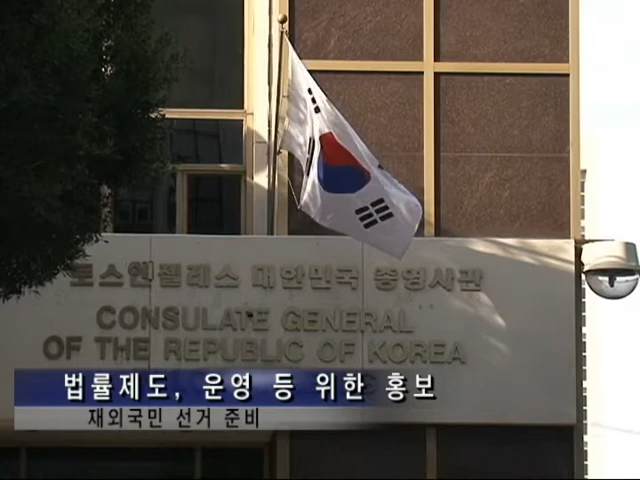 로스엔젤레스 대한민국 총영사관
CONSULATE GENERAL
OF THE REPUBLIC OF KOREA
법률제도, 운영 등 위한 홍보
재외국민 선거 준비